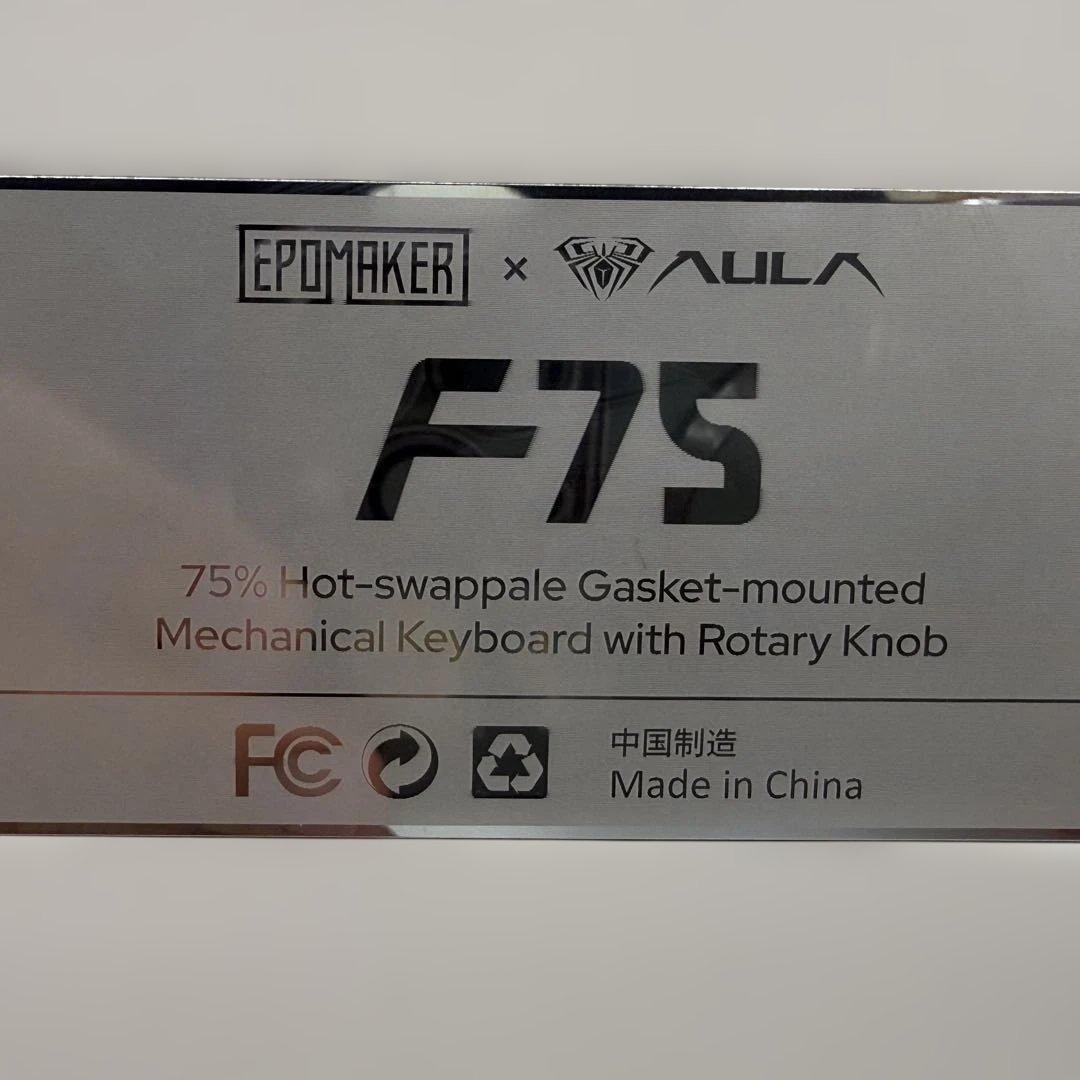 EPOMAKER × AULA
F75
75% Hot-swappale Gasket-mounted
Mechanical Keyboard with Rotary Knob
FC 中国制造
Made in China